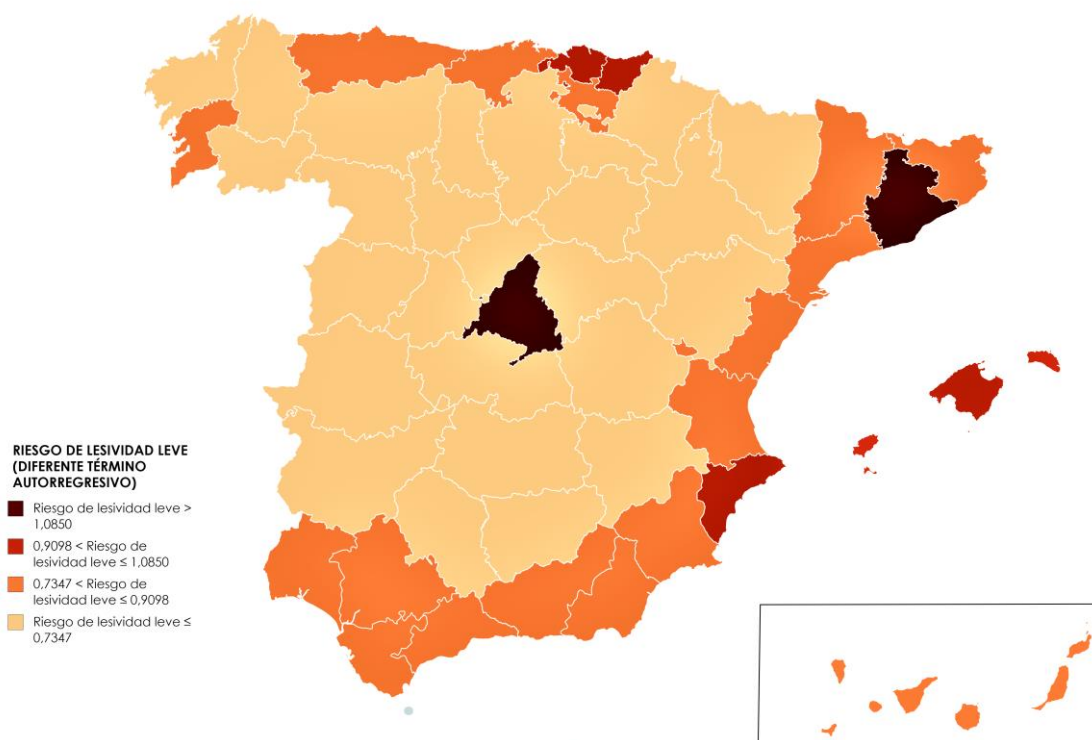 RIESGO DE LESIVIDAD LEVE
(DIFERENTE TÉRMINO
AUTORREGRESIVO)
Riesgo de lesividad leve >
1,0850
0,9098 < Riesgo de
lesividad leve ≤ 1,0850
0,7347 < Riesgo de
lesividad leve ≤ 0,9098
Riesgo de lesividad leve ≤
0,7347